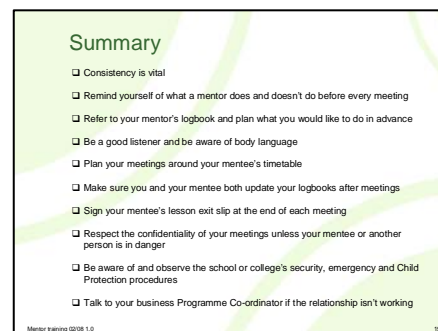 Summary
❑ Consistency is vital
❑ Remind yourself of what a mentor does and doesn't do before every meeting
❑ Refer to your mentor's logbook and plan what you would like to do in advance
❑ Be a good listener and be aware of body language
❑ Plan your meetings around your mentee's timetable
❑ Make sure you and your mentee both update your logbooks after meetings
❑ Sign your mentee's lesson exit slip at the end of each meeting
❑ Respect the confidentiality of your meetings unless your mentee or another
person is in danger
❑ Be aware of and observe the school or college's security, emergency and Child
Protection procedures
❑ Talk to your business Programme Co-ordinator if the relationship isn't working
Mentor training 02/08 1.0